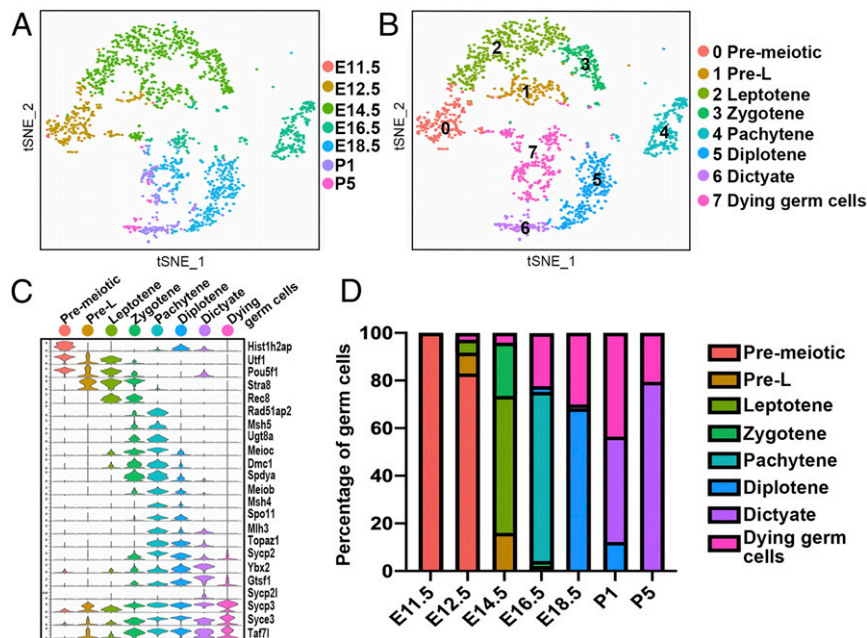 A
tSNE_2
tSNE_1
E11.5
E12.5
E14.5
E16.5
E18.5
P1
P5
B
2
3
1
0
4
7
5
6
tSNE_2
tSNE_1
0 Pre-meiotic
1 Pre-L
2 Leptotene
3 Zygotene
4 Pachytene
5 Diplotene
6 Dictyate
7 Dying germ cells
C
Pre-meiotic
Pre-L
Leptotene
Zygotene
Pachytene
Diplotene
Dictyate
Dying
germ cells
Hist1h2ap
Utf1
Pou5f1
Stra8
Rec8
Rad51ap2
Msh5
Ugt8a
Meioc
Dmc1
Spdya
Meiob
Msh4
Spo11
Mlh3
Topaz1
Sycp2
Ybx2
Gtsf1
Sycp2l
Sycp3
Syce3
Taf7l
D
Percentage of germ cells
100
80
60
40
20
0
E11.5
E12.5
E14.5
E16.5
E18.5
P1
P5
Pre-meiotic
Pre-L
Leptotene
Zygotene
Pachytene
Diplotene
Dictyate
Dying germ
cells